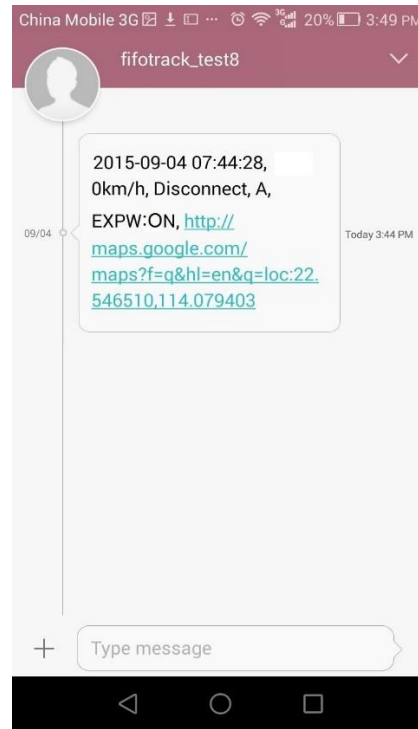 China Mobile 3G 3G G 20% 3:49 PM
fifotrack_test8
2015-09-04 07:44:28,
0km/h, Disconnect, A,
09/04
EXPW:ON, http://
maps.google.com/
maps?f=q&hl=en&q=loc:22.
546510,114.079403
Today 3:44 PM
Type message